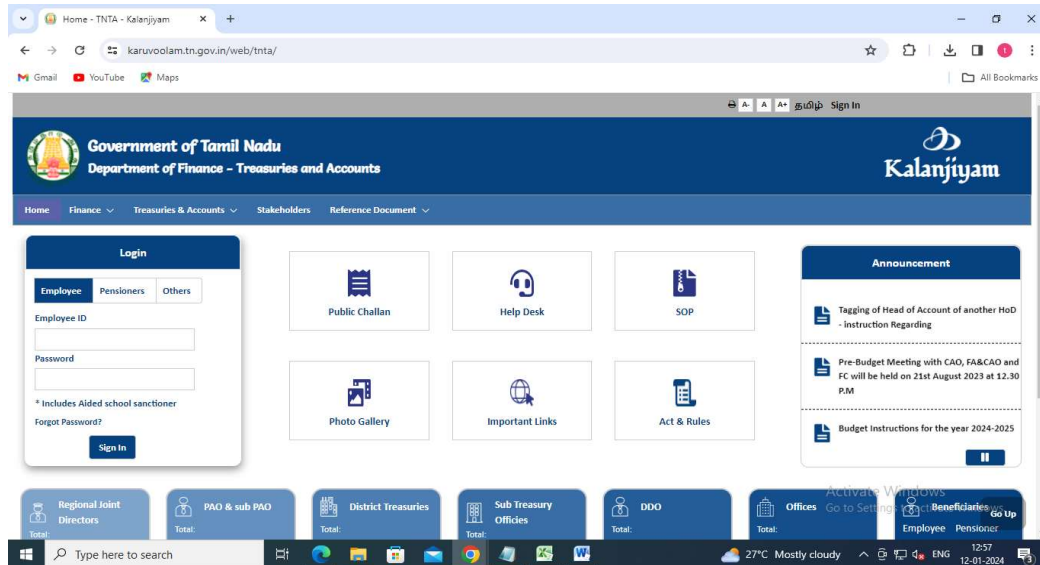 Home - TNTA - Kalanjiyam
karuvoolam.tn.gov.in/web/tnta/
Gmail YouTube Maps All Bookmarks
A- A A+ தமிழ் Sign In
Government of Tamil Nadu
Department of Finance - Treasuries and Accounts
Kalanjiyam
Home Finance Treasuries & Accounts Stakeholders Reference Document
Login
Employee Pensioners Others
Employee ID
Password
* Includes Aided school sanctioner
Forgot Password?
Sign In
Public Challan
Help Desk
SOP
Photo Gallery
Important Links
Act & Rules
Announcement
Tagging of Head of Account of another HoD
- instruction Regarding
Pre-Budget Meeting with CAO, FA&CAO and
FC will be held on 21st August 2023 at 12.30
P.M
Budget Instructions for the year 2024-2025
Regional Joint
Directors
Total:
PAO & sub PAO
Total:
District Treasuries
Total:
Sub Treasury
Officies
Total:
DDO
Total:
Offices
Total:
Beneficiaries
Employee Pensioner
Activate Windows
Go to Settings to activate Windows.
Go Up
Type here to search
27°C Mostly cloudy
ENG
12:57
12-01-2024
3